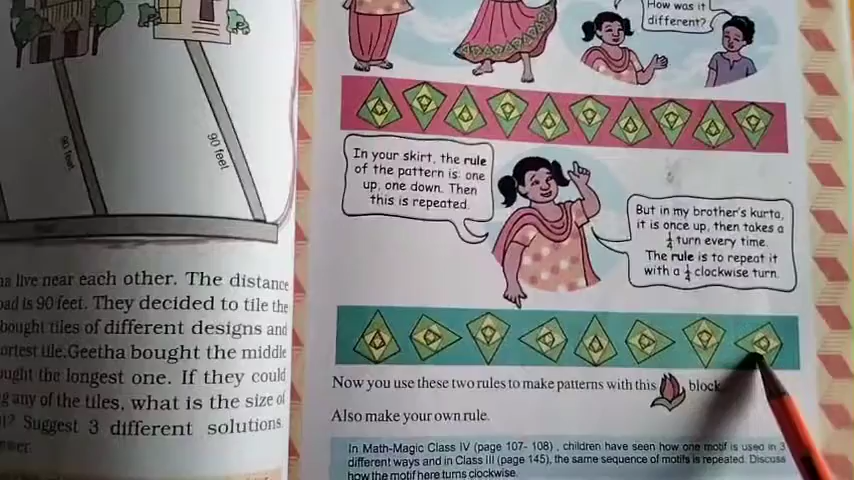 90 feet
90 feet
live near each other. The distance
is 90 feet. They decided to tile the
bought tiles of different designs and
tile.Geetha bought the middle
the longest one. If they could
any of the tiles, what is the size of
? Suggest 3 different solutions.
How was it
different?
In your skirt, the rule
of the pattern is: one
up, one down. Then
this is repeated.
But in my brother's kurta,
it is once up, then takes a
1/4 turn every time.
The rule is to repeat it
with a 1/4 clockwise turn.
Now you use these two rules to make patterns with this block
Also make your own rule.
In Math-Magic Class IV (page 107- 108) , children have seen how one motif is used in 3
different ways and in Class III (page 145), the same sequence of motifs is repeated. Discuss
how the motif here turns clockwise.